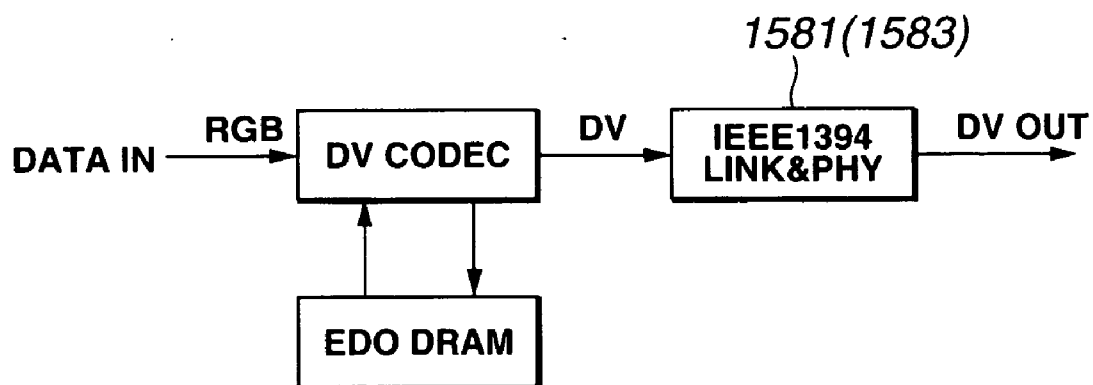 1581(1583)
RGB
DV
DV OUT
DATA IN
DV CODEC
IEEE1394
LINK&PHY
EDO DRAM